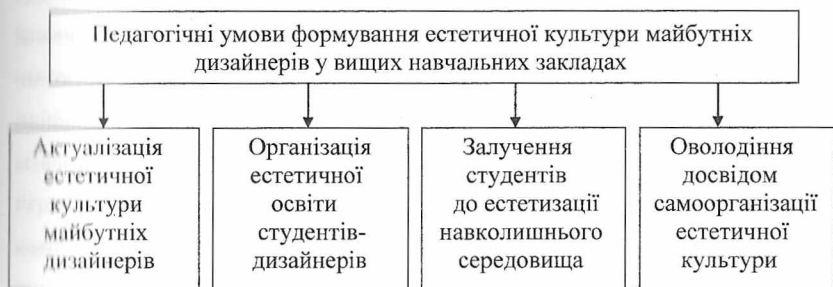 Педагогічні умови формування естетичної культури майбутніх
дизайнерів у вищих навчальних закладах
Актуалізація
естетичної
культури
майбутніх
дизайнерів
Організація
естетичної
освіти
студентів-
дизайнерів
Залучення
студентів
до естетизації
навколишнього
середовища
Оволодіння
досвідом
самоорганізації
естетичної
культури